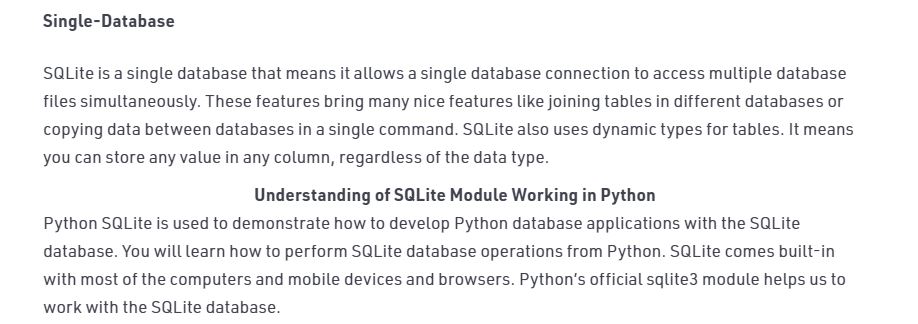 Single-Database
SQLite is a single database that means it allows a single database connection to access multiple database
files simultaneously. These features bring many nice features like joining tables in different databases or
copying data between databases in a single command. SQLite also uses dynamic types for tables. It means
you can store any value in any column, regardless of the data type.
Understanding of SQLite Module Working in Python
Python SQLite is used to demonstrate how to develop Python database applications with the SQLite
database. You will learn how to perform SQLite database operations from Python. SQLite comes built-in
with most of the computers and mobile devices and browsers. Python’s official sqlite3 module helps us to
work with the SQLite database.